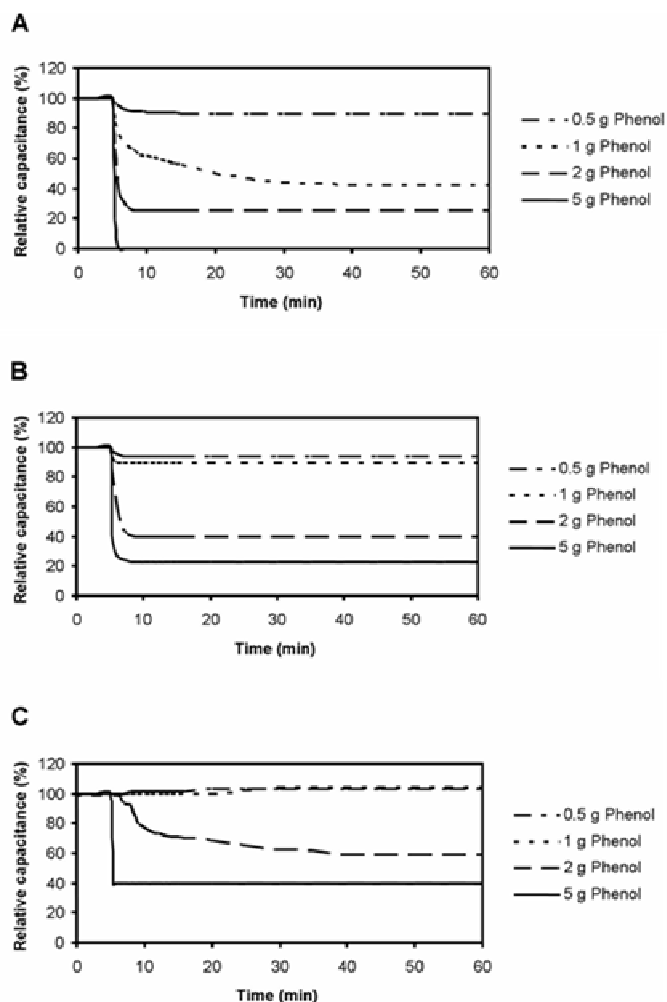 A
Relative capacitance (%)
120
100
80
60
40
20
0
0 10 20 30 40 50 60
Time (min)
0.5 g Phenol
1 g Phenol
2 g Phenol
5 g Phenol
B
Relative capacitance (%)
120
100
80
60
40
20
0
0 10 20 30 40 50 60
Time (min)
0.5 g Phenol
1 g Phenol
2 g Phenol
5 g Phenol
C
Relative capacitance (%)
120
100
80
60
40
20
0
0 10 20 30 40 50 60
Time (min)
0.5 g Phenol
1 g Phenol
2 g Phenol
5 g Phenol